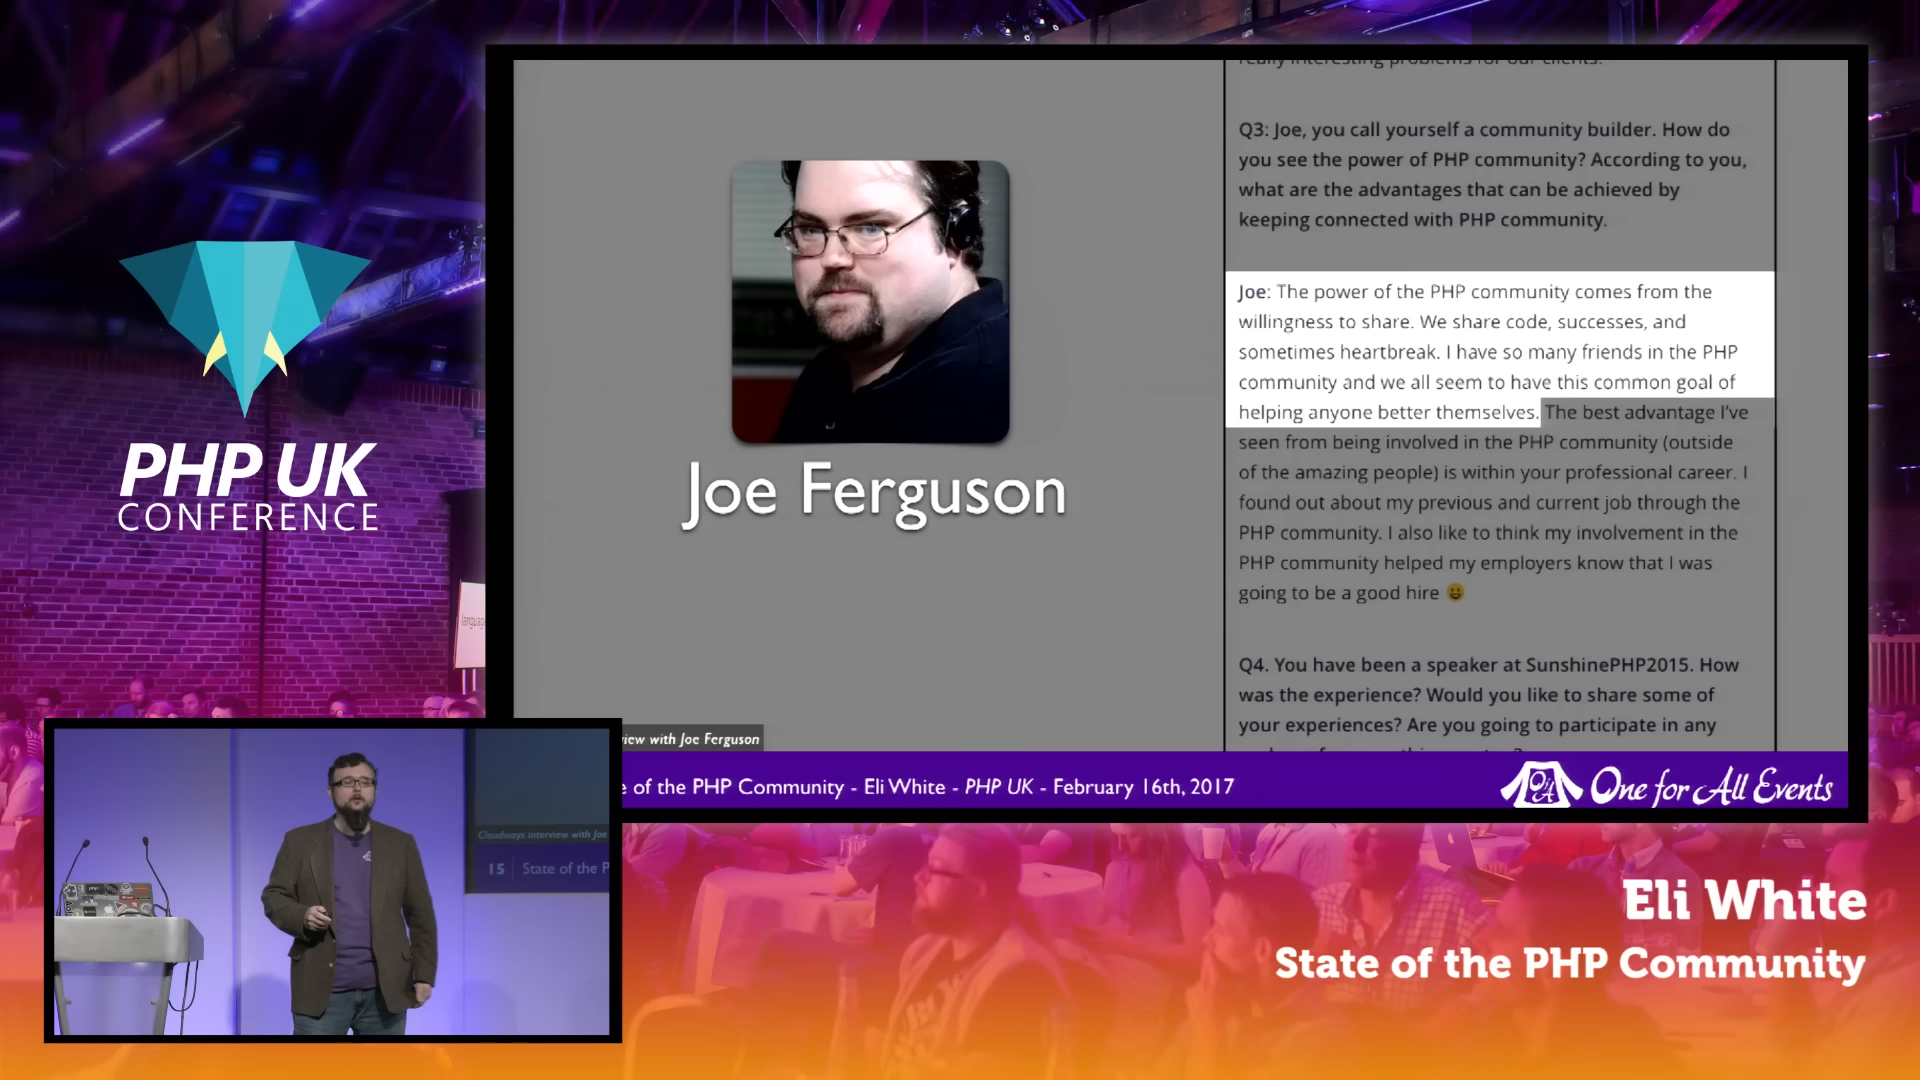 PHP UK
CONFERENCE
Joe Ferguson
Q3: Joe, you call yourself a community builder. How do
you see the power of PHP community? According to you,
what are the advantages that can be achieved by
keeping connected with PHP community.
Joe: The power of the PHP community comes from the
willingness to share. We share code, successes, and
sometimes heartbreak. I have so many friends in the PHP
community and we all seem to have this common goal of
helping anyone better themselves. The best advantage I've
seen from being involved in the PHP community (outside
of the amazing people) is within your professional career. I
found out about my previous and current job through the
PHP community. I also like to think my involvement in the
PHP community helped my employers know that I was
going to be a good hire 😀
Q4. You have been a speaker at SunshinePHP2015. How
was the experience? Would you like to share some of
your experiences? Are you going to participate in any
view with Joe Ferguson
e of the PHP Community - Eli White - PHP UK - February 16th, 2017
One for All Events
Cloudways interview with Joe
15 State of the P
Eli White
State of the PHP Community